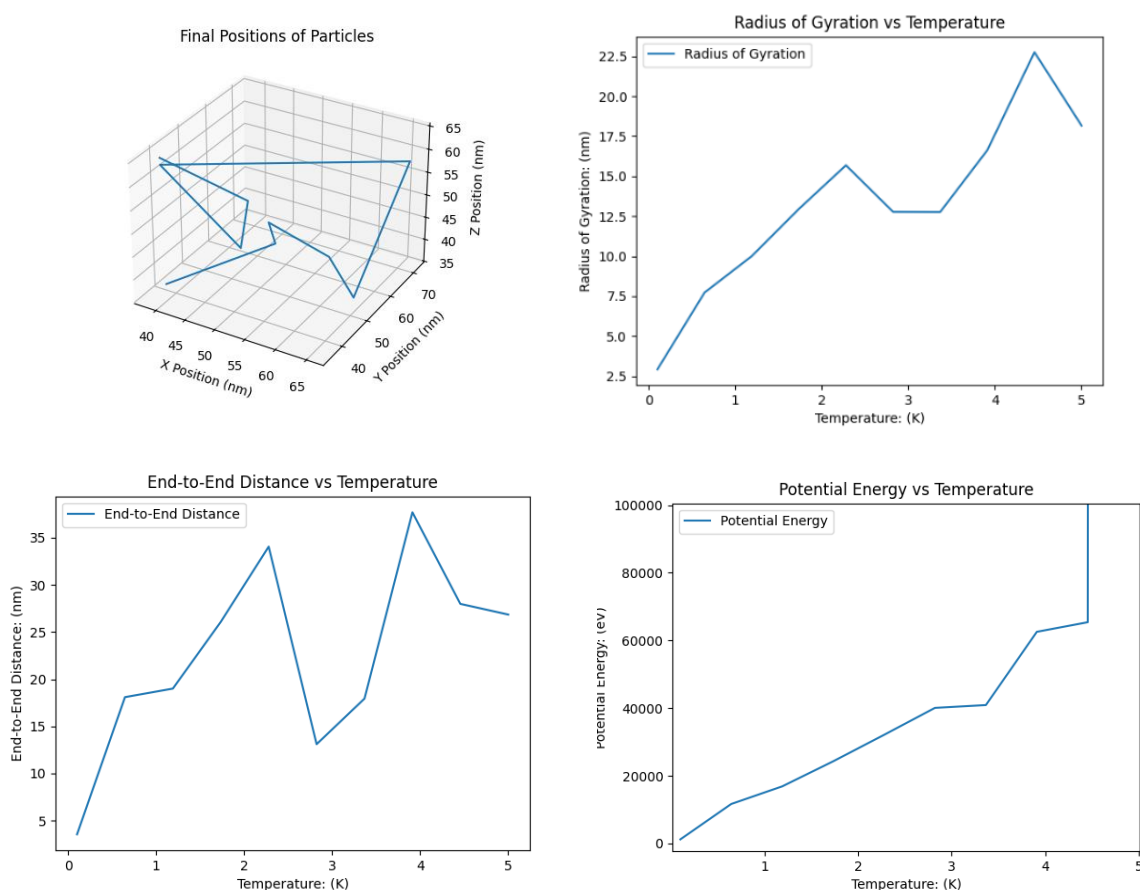 Final Positions of Particles
65
60
55
50
45
40
35
Z Position (nm)
70
60
50
40
Y Position (nm)
40
45
50
55
60
65
X Position (nm)
Radius of Gyration vs Temperature
Radius of Gyration
22.5
20.0
17.5
15.0
12.5
10.0
7.5
5.0
2.5
Radius of Gyration: (nm)
0 1 2 3 4 5
Temperature: (K)
End-to-End Distance vs Temperature
End-to-End Distance
35
30
25
20
15
10
5
End-to-End Distance: (nm)
0 1 2 3 4 5
Temperature: (K)
Potential Energy vs Temperature
Potential Energy
100000
80000
60000
40000
20000
0
Potential Energy: (eV)
1 2 3 4 5
Temperature: (K)